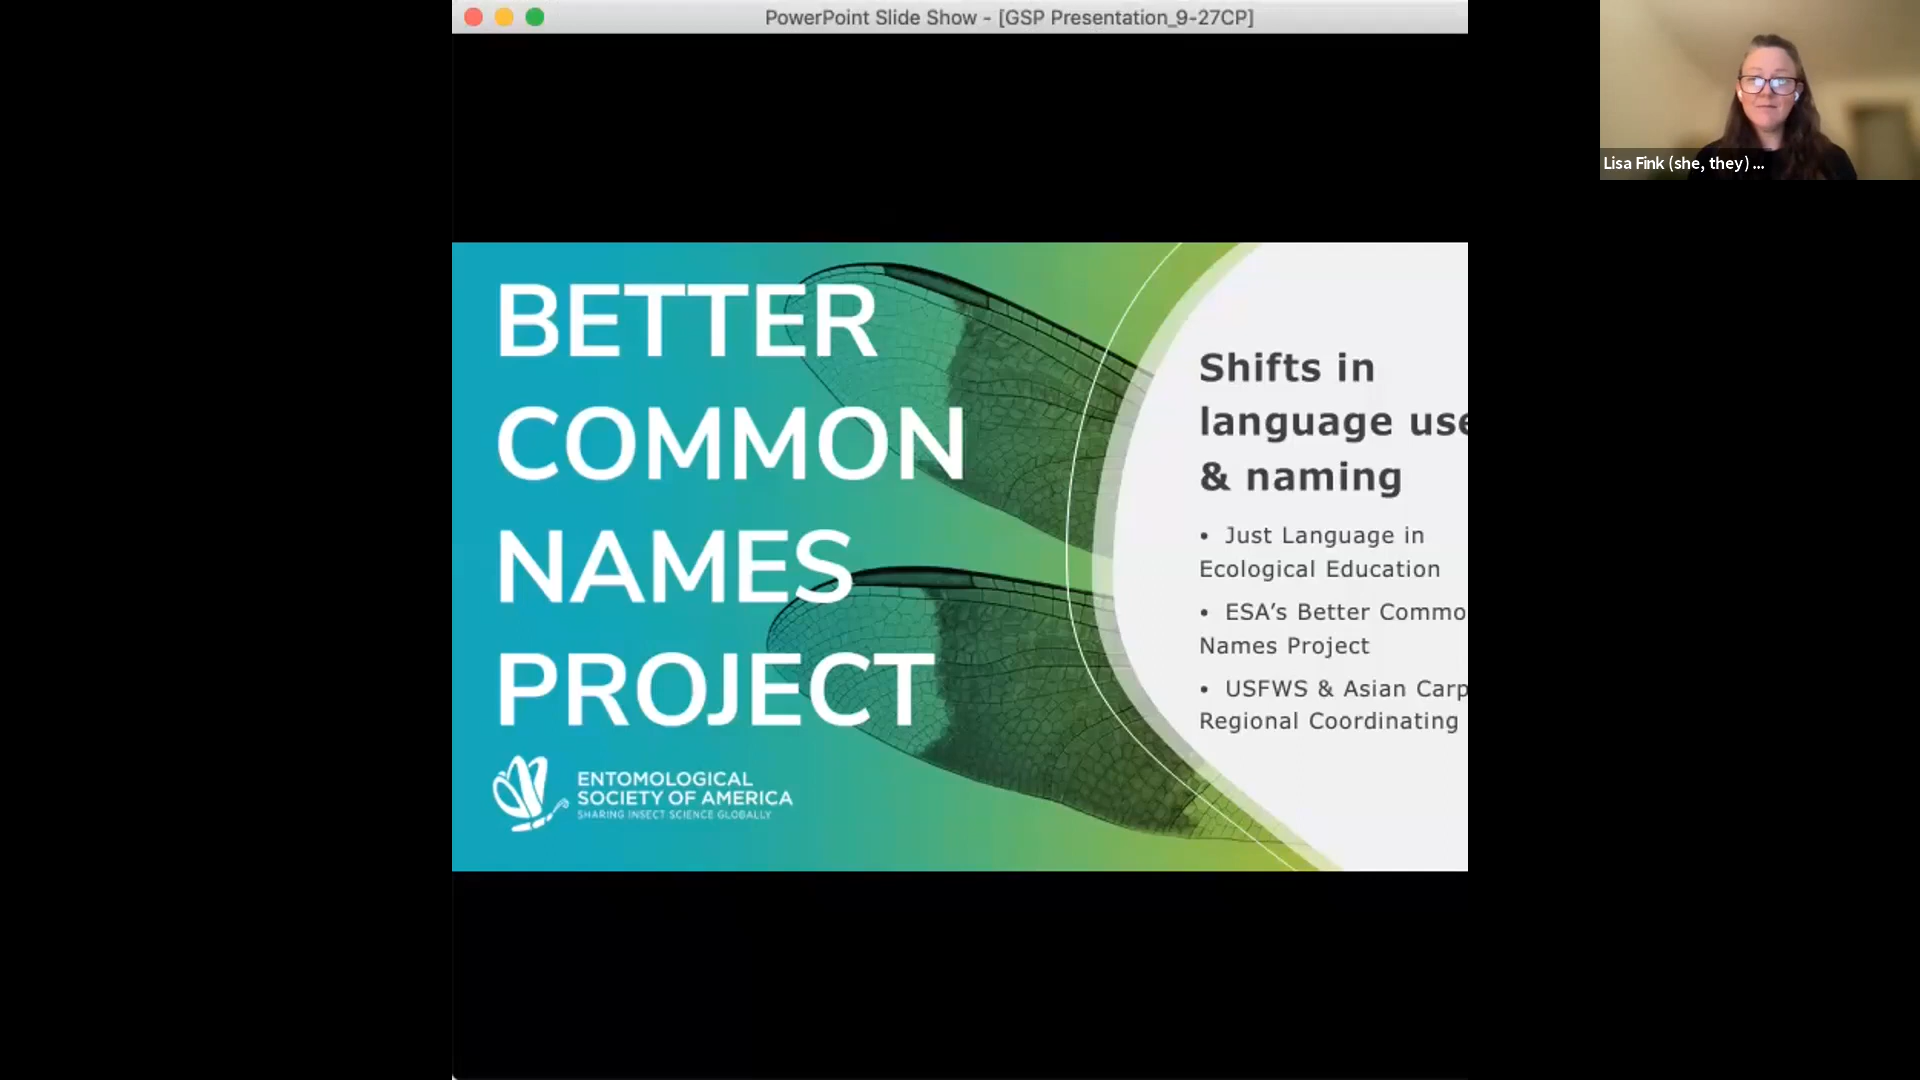 PowerPoint Slide Show - [GSP Presentation_9-27CP]
Lisa Fink (she, they) ...
BETTER
COMMON
NAMES
PROJECT
ENTOMOLOGICAL
SOCIETY OF AMERICA
SHARING INSECT SCIENCE GLOBALLY
Shifts in
language use
& naming
• Just Language in
Ecological Education
• ESA’s Better Commo
Names Project
• USFWS & Asian Carp
Regional Coordinating